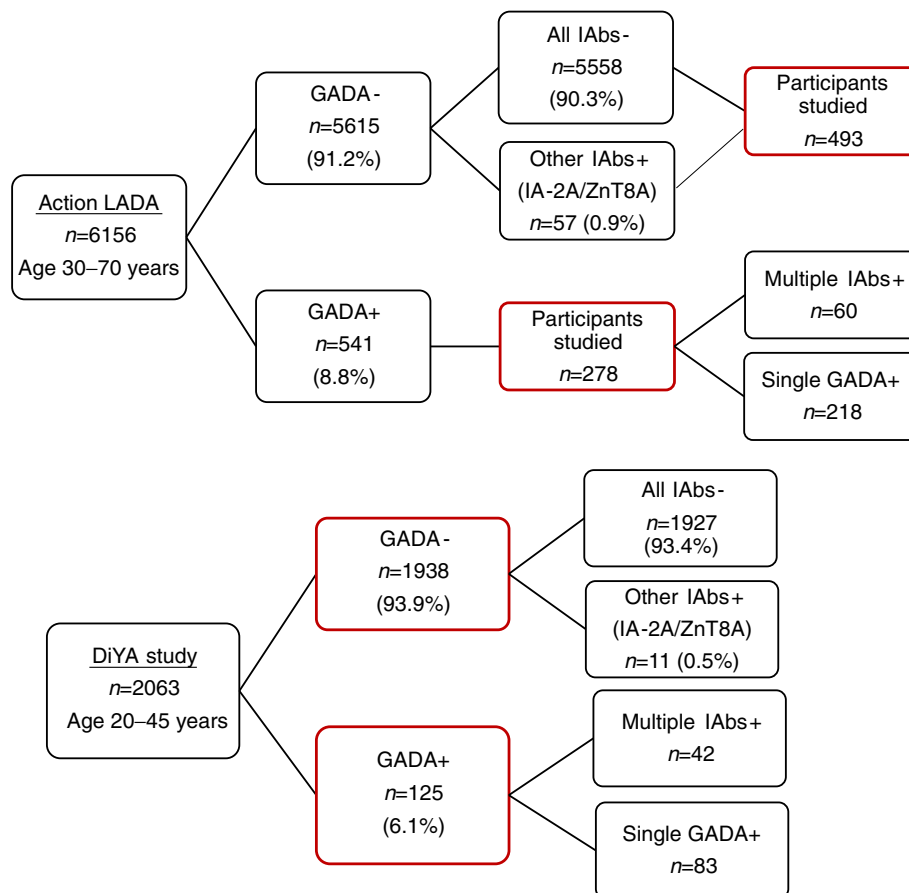 Action LADA
n=6156
Age 30–70 years
GADA-
n=5615
(91.2%)
All IAbs-
n=5558
(90.3%)
Other IAbs+
(IA-2A/ZnT8A)
n=57 (0.9%)
Participants
studied
n=493
GADA+
n=541
(8.8%)
Participants
studied
n=278
Multiple IAbs+
n=60
Single GADA+
n=218
DiYA study
n=2063
Age 20–45 years
GADA-
n=1938
(93.9%)
All IAbs-
n=1927
(93.4%)
Other IAbs+
(IA-2A/ZnT8A)
n=11 (0.5%)
GADA+
n=125
(6.1%)
Multiple IAbs+
n=42
Single GADA+
n=83